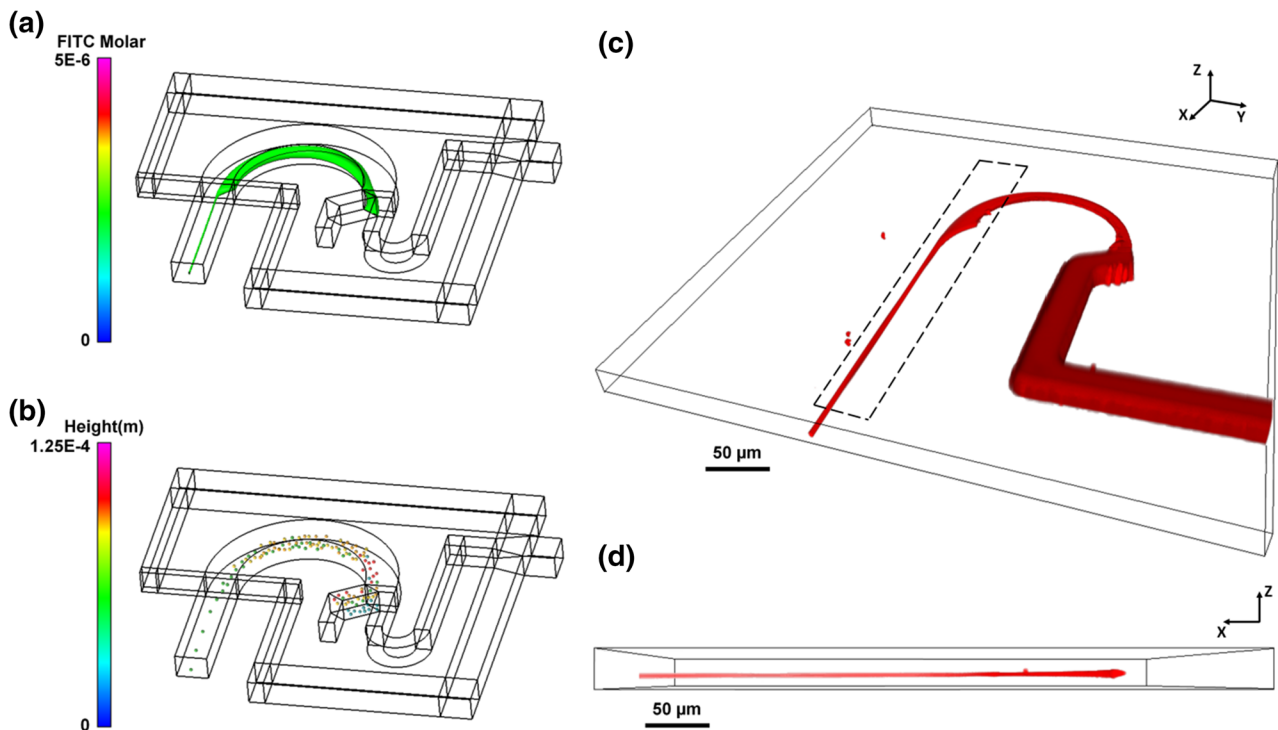 (a)
FITC Molar
5E-6
0
(b)
Height(m)
1.25E-4
0
(c)
Z
X
Y
50 µm
(d)
Z
X
50 µm